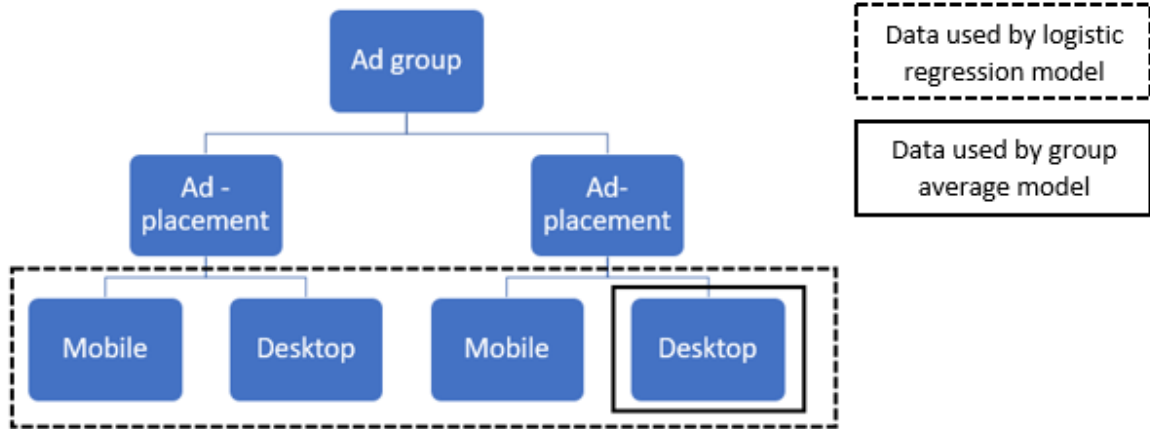 Ad group
Data used by logistic
regression model
Data used by group
average model
Ad -
placement
Ad-
placement
Mobile
Desktop
Mobile
Desktop